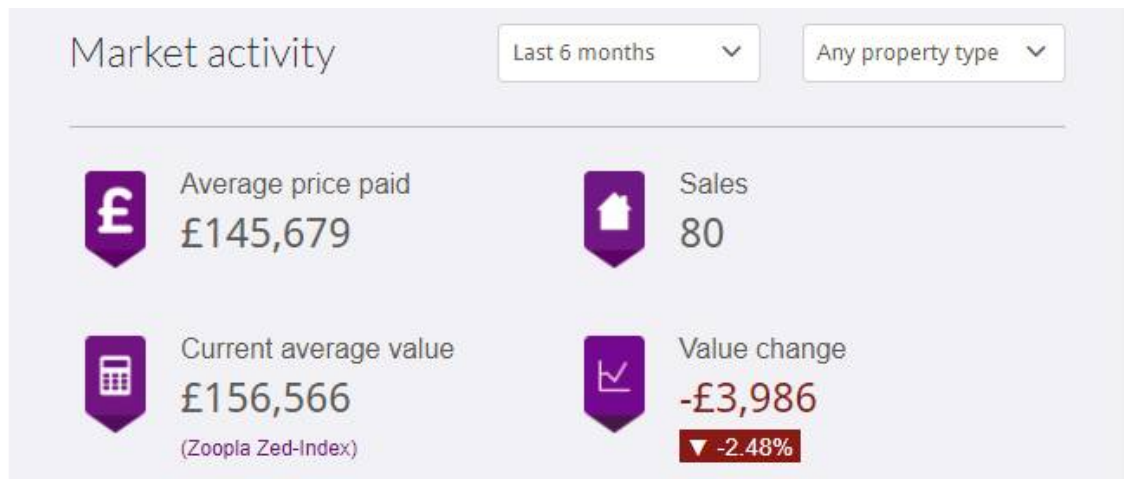 Market activity
Last 6 months
Any property type
£
Average price paid
£145,679
Sales
80
Current average value
£156,566
(Zoopla Zed-Index)
Value change
-£3,986
▼ -2.48%